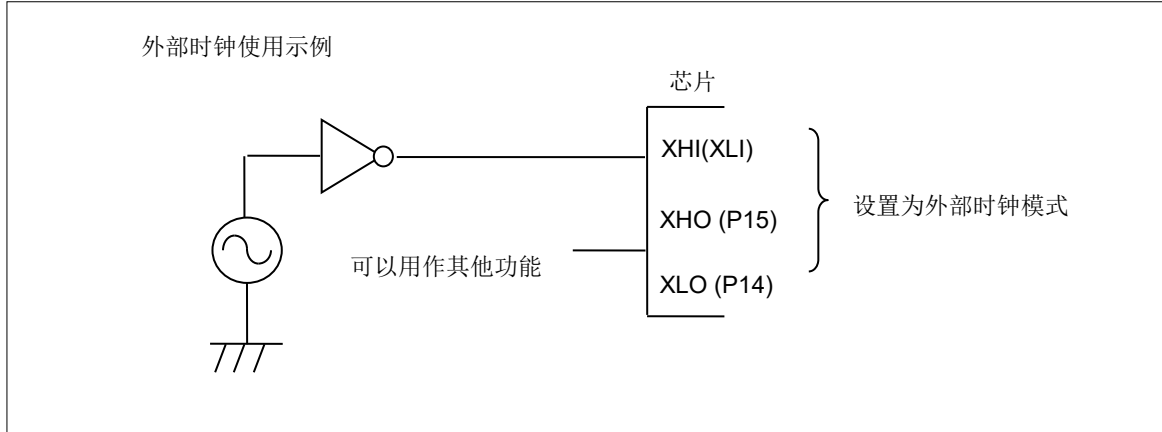 外部时钟使用示例
芯片
XHI(XLI)
XHO (P15)
设置为外部时钟模式
可以用作其他功能
XLO (P14)